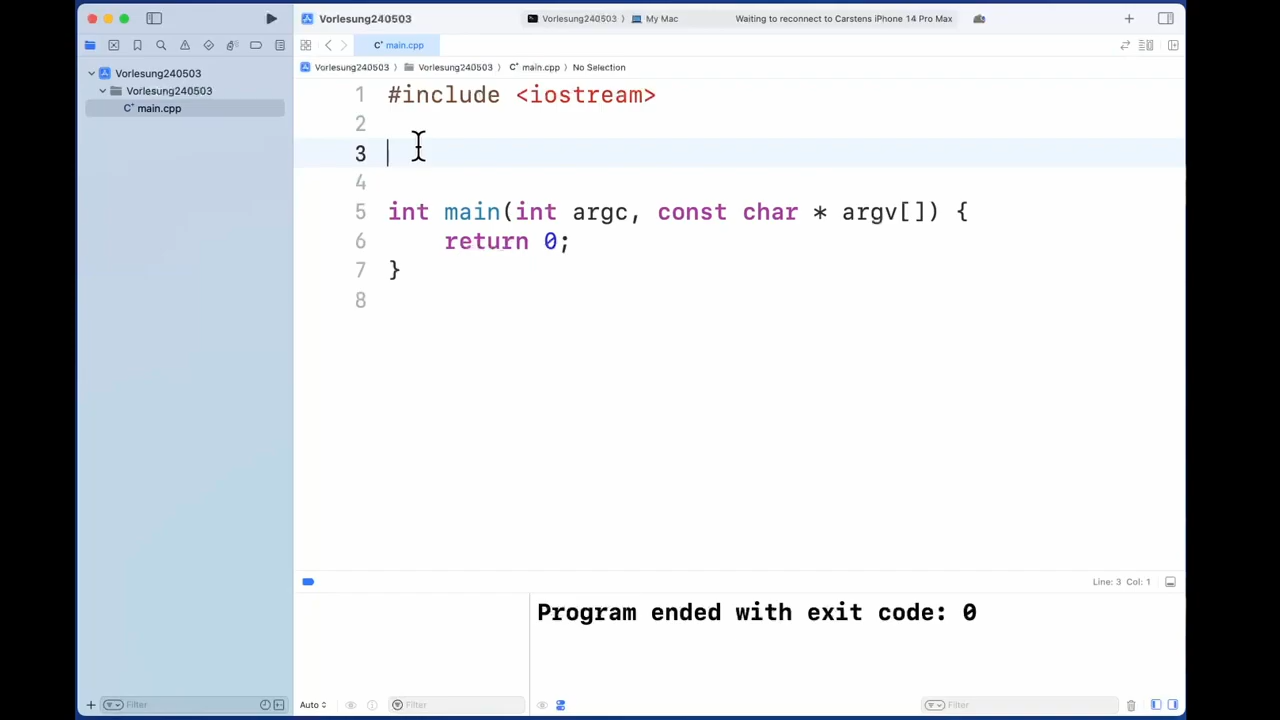 Vorlesung240503
Vorlesung240503 〉 My Mac
Waiting to reconnect to Carstens iPhone 14 Pro Max
main.cpp
Vorlesung240503 〉 Vorlesung240503 〉 main.cpp 〉 No Selection
Vorlesung240503
Vorlesung240503
main.cpp
1 #include <iostream>
2
3
4
5 int main(int argc, const char * argv[]) {
6 return 0;
7 }
8
Line: 3 Col: 1
Program ended with exit code: 0
Filter
Auto
Filter
Filter